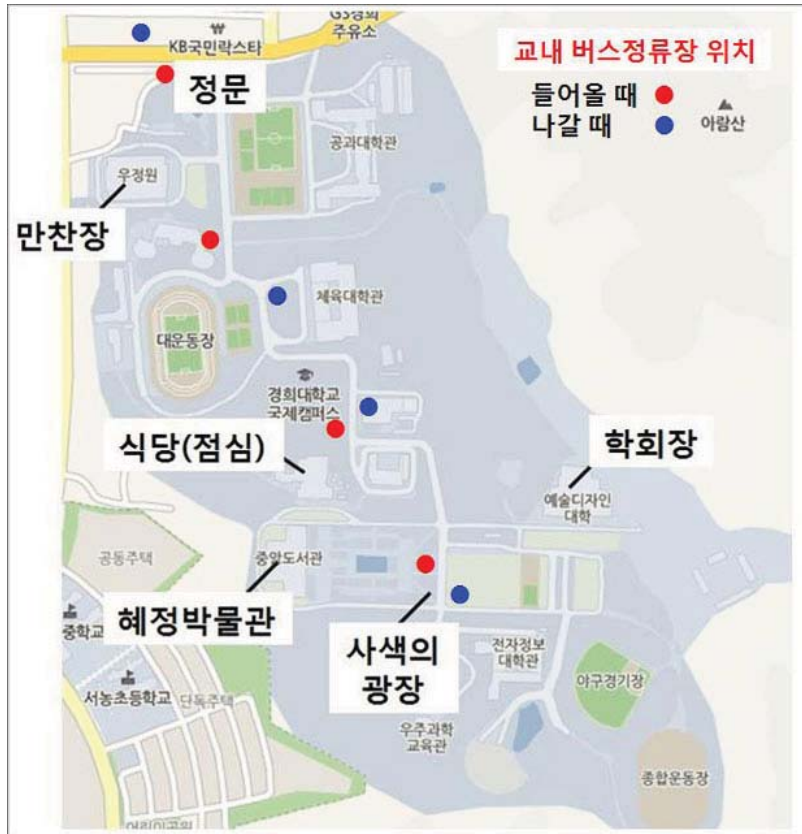 GS경희
주유소
KB국민락스타
정문
교내 버스정류장 위치
들어올 때
나갈 때
아람산
공과대학관
우정원
만찬장
체육대학관
대운동장
경희대학교
국제캠퍼스
식당(점심)
학회장
예술디자인
대학
공동주택
중앙도서관
혜정박물관
중학교
사색의
광장
전자정보
대학관
야구경기장
서농초등학교
단독주택
우주과학
교육관
종합운동장
어린이공원